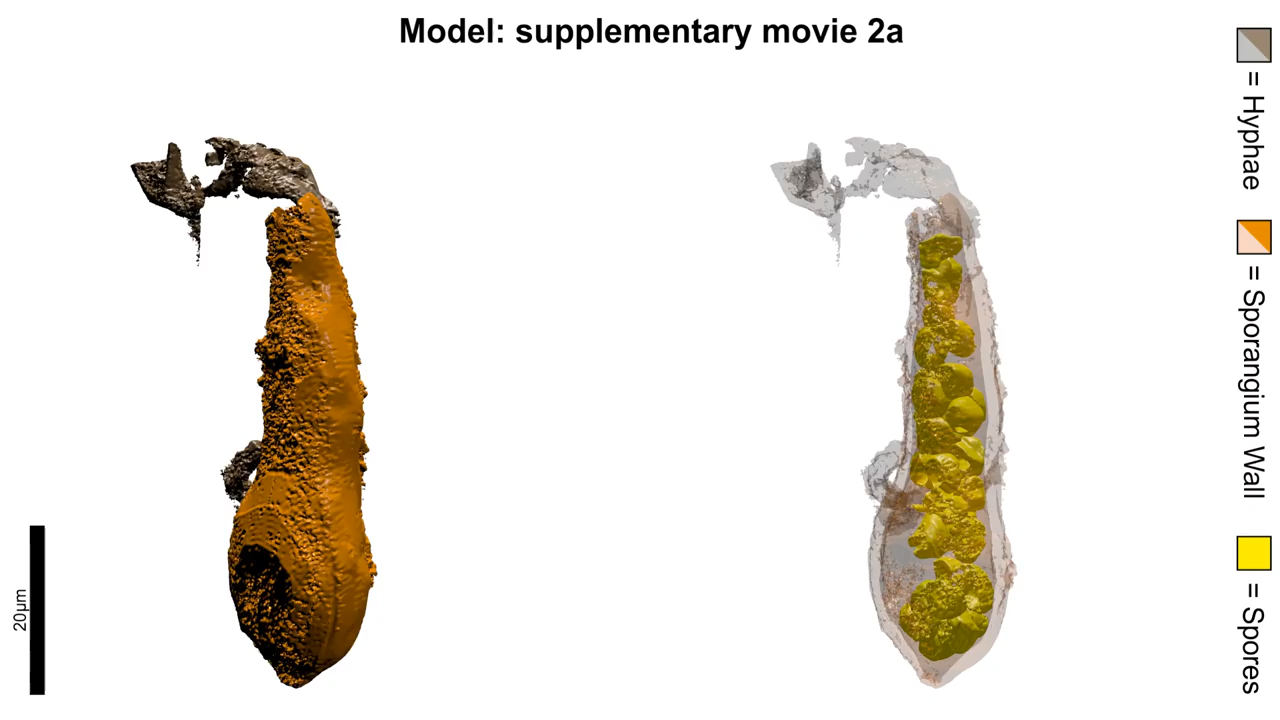 Model: supplementary movie 2a
= Hyphae
= Sporangium Wall
= Spores
20μm